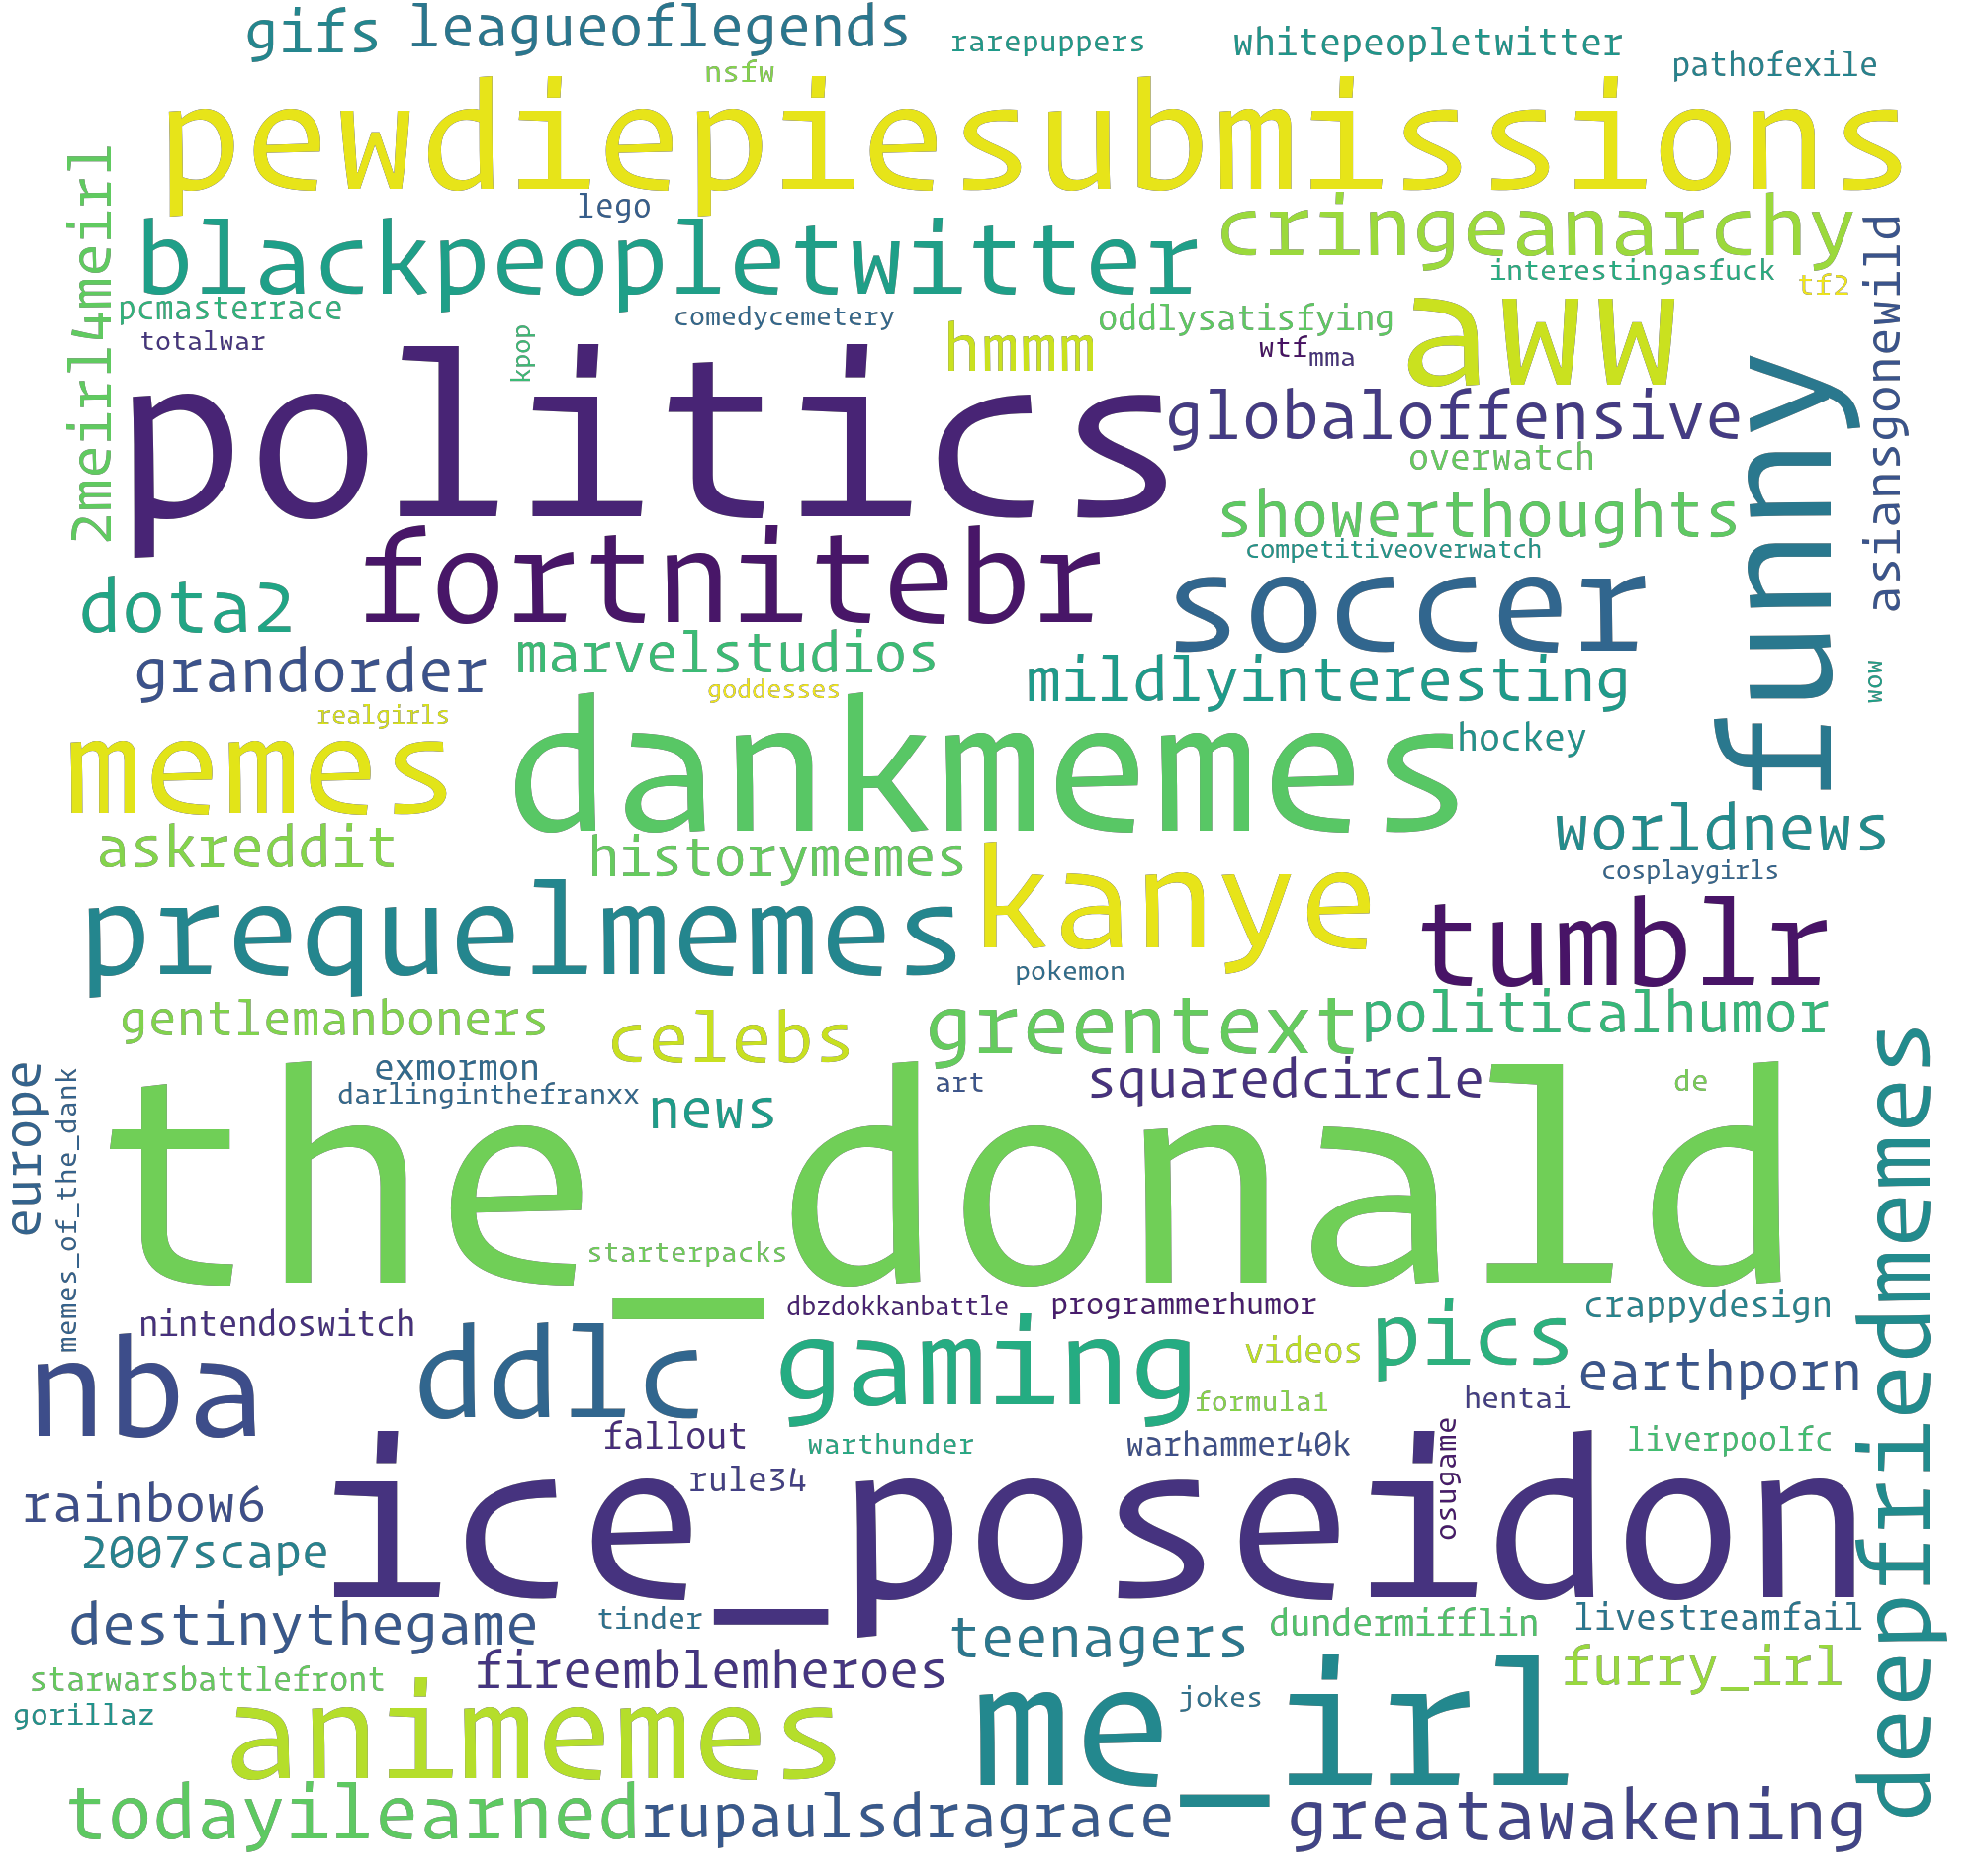 gifs
leagueoflegends
rarepuppers
whitepeopletwitter
nsfw
pathofexile
pewdiepiesubmissions
2meirl4meirl
lego
blackpeopletwitter
cringeanarchy
asiansgonewild
interestingasfuck
tf2
pcmasterrace
comedycemetery
oddlysatisfying
aww
totalwar
kpop
hmmm
wtf
mma
politics
funny
globaloffensive
overwatch
showerthoughts
fortnitebr
competitiveoverwatch
dota2
soccer
grandorder
marvelstudios
mildlyinteresting
wow
goddesses
realgirls
memes
dankmemes
hockey
askreddit
historymemes
worldnews
kanye
cosplaygirls
prequelmemes
tumblr
pokemon
gentlemanboners
celebs
greentext
politicalhumor
deepfriedmemes
europe
memes_of_the_dank
exmormon
darlinginthefranxx
news
art
squaredcircle
de
the_donald
starterpacks
nintendoswitch
dbzdokkanbattle
programmerhumor
pics
crappydesign
nba
ddlc
gaming
videos
earthporn
formula1
hentai
fallout
warthunder
warhammer40k
osugame
liverpoolfc
rule34
ice_poseidon
rainbow6
2007scape
destinythegame
tinder
teenagers
dundermifflin
livestreamfail
starwarsbattlefront
fireemblemheroes
furry_irl
gorillaz
animemes
me_irl
jokes
todayilearned
rupaulsdragrace
greatawakening